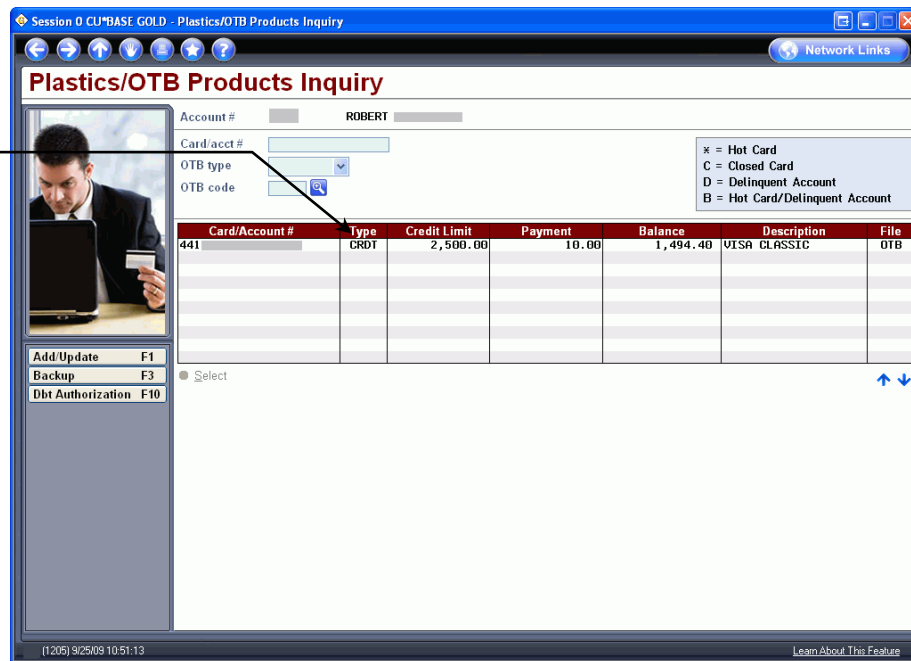 Session 0 CU*BASE GOLD - Plastics/OTB Products Inquiry
Network Links
Plastics/OTB Products Inquiry
Account # ROBERT
Card/acct #
OTB type
OTB code
* = Hot Card
C = Closed Card
D = Delinquent Account
B = Hot Card/Delinquent Account
Card/Account # Type Credit Limit Payment Balance Description File
441 CRDT 2,500.00 10.00 1,494.40 VISA CLASSIC OTB
Add/Update F1
Backup F3
Dbt Authorization F10
Select
(1205) 9/25/09 10:51:13
Learn About This Feature